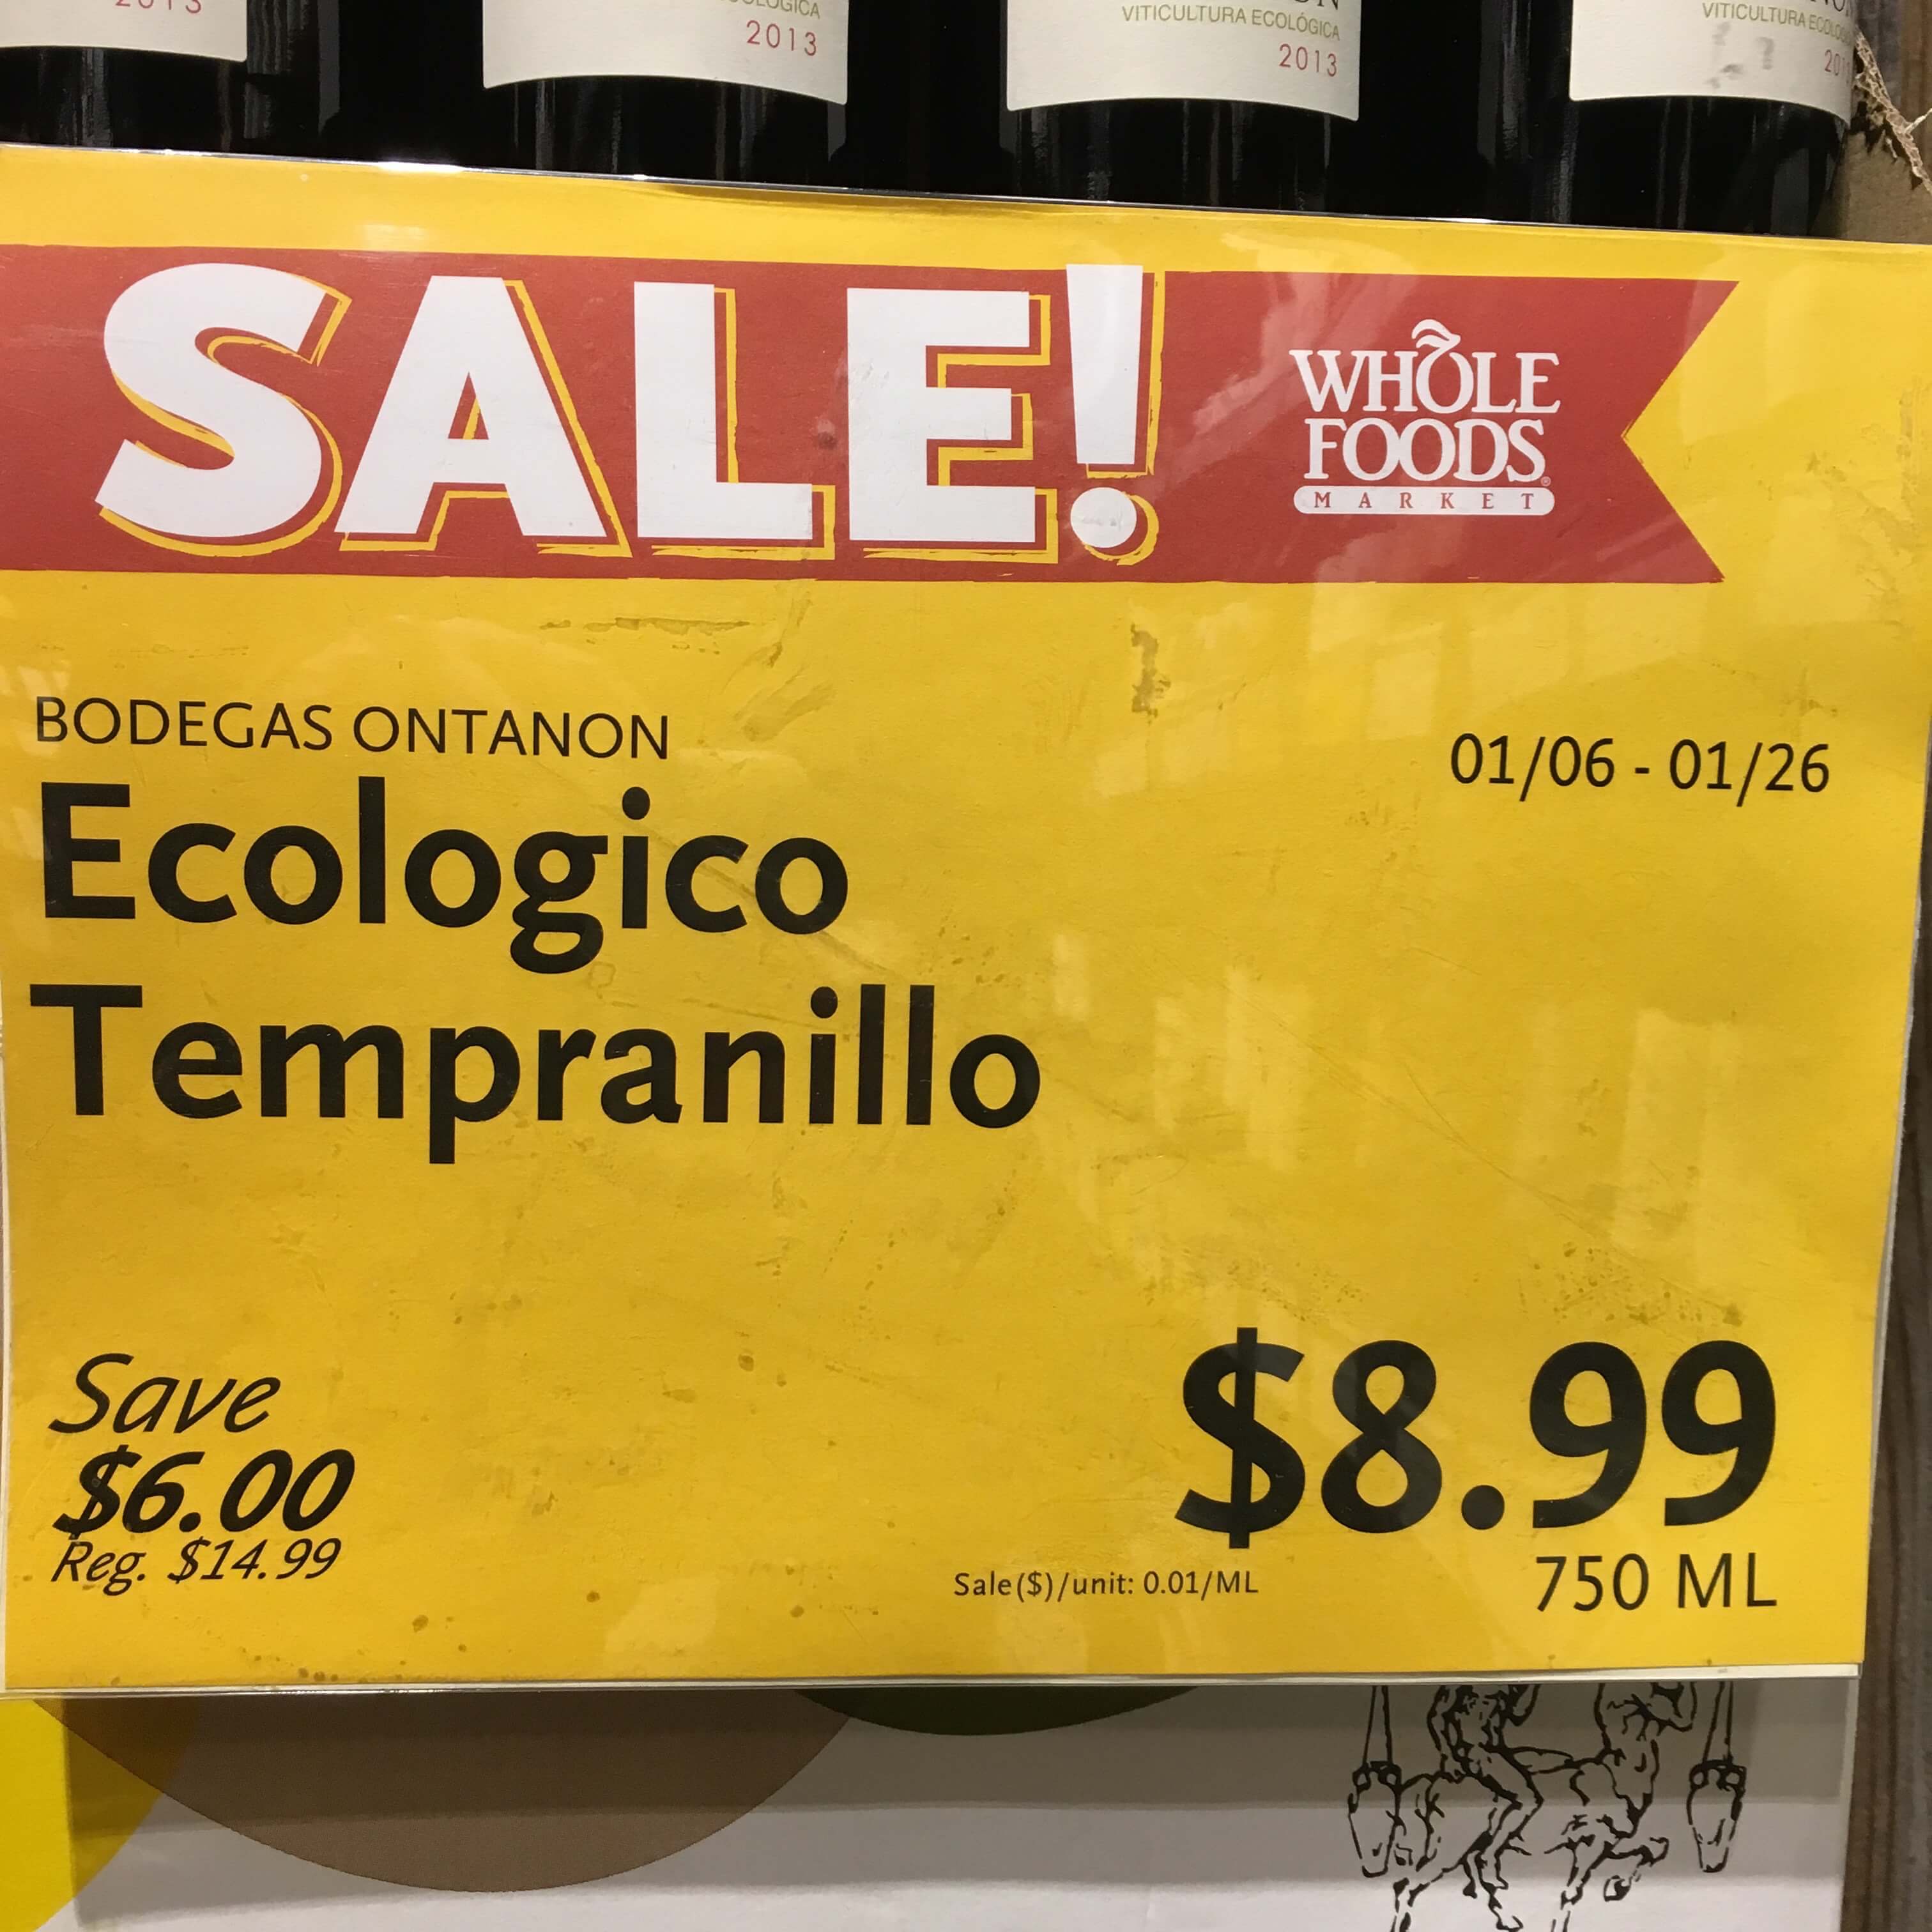 2013
2013
VITICULTURA ECOLÓGICA
2013
VITICULTURA
SALE!
WHOLE
FOODS
MARKET
BODEGAS ONTANON
01/06 - 01/26
Ecologico
Tempranillo
Save
$6.00
Reg. $14.99
$8.99
Sale($)/unit: 0.01/ML
750 ML